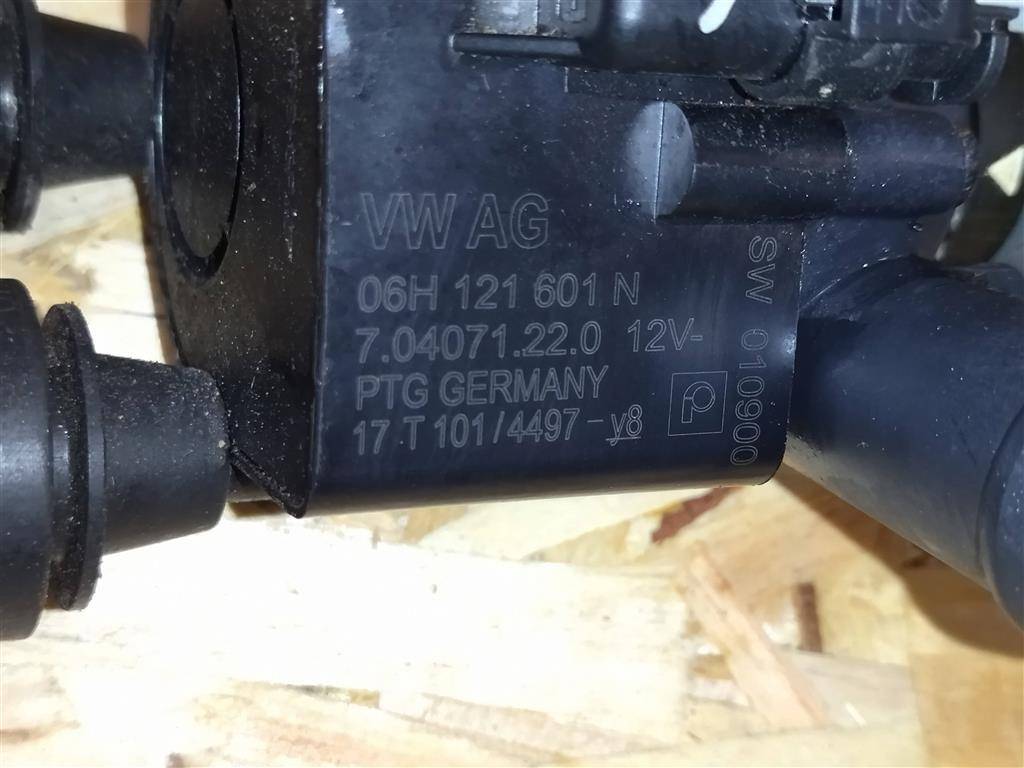 VW AG
06H 121 601 N
7.04071.22.0 12V-
PTG GERMANY
17 T 101/4497-y8
SW 010900